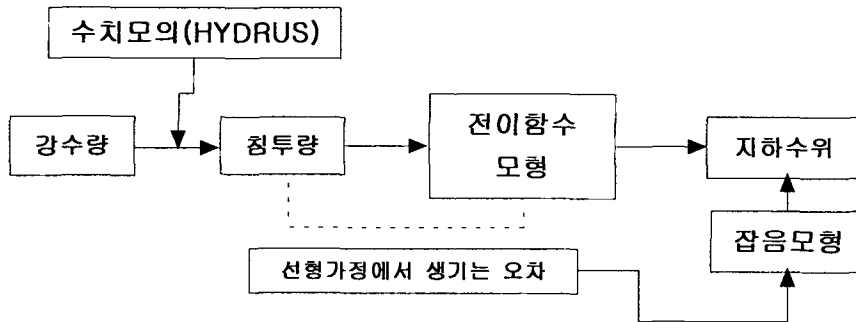 수치모의(HYDRUS)
강수량
침투량
전이함수
모형
지하수위
잡음모형
선형가정에서 생기는 오차